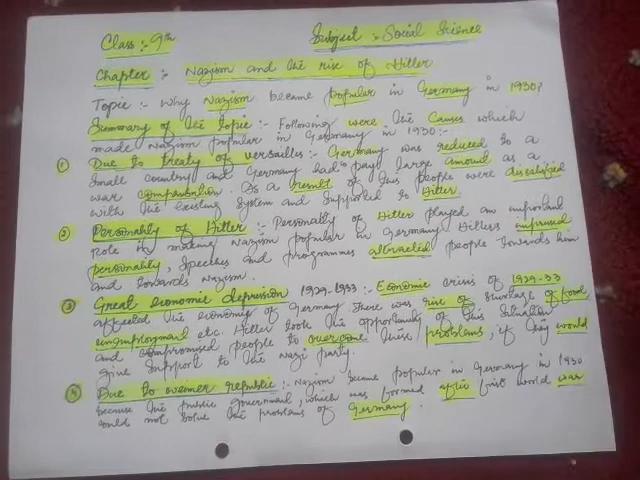 Class :- 9th Subject :- Social Science
Chapter :- Nazism and the rise of Hitler
Topic :- Why Nazism became popular in Germany in 1930?
Summary of the topic :- Following were the causes which
made Nazism popular in Germany in 1930 :-
① Due to treaty of versailles :- Germany was reduced to a
small country and Germany had to pay large amound as a
war compansation. As a result of this people were
with the existing system and supported to Hitler.
② Personality of Hitler :- Personality of Hitler played an important
Role in making Nazism popular in Germany. Hitlers
personality, speeches and programmes attracted people towards him
and towards Nazism.
③ Great economic depression 1929-1933 :- Economic crisis of 1929-33
affected the economy of Germany. There was rise of shortage of food,
unemployment etc. Hitler took the opportunity of this situation
and people to overcome these problems, if they would
give support to the Nazi party.
④ Due to weimer republic :- Nazism became popular in Germany in 1930
because the public government, which was formed after first world war
could not solve the problems of Germany.